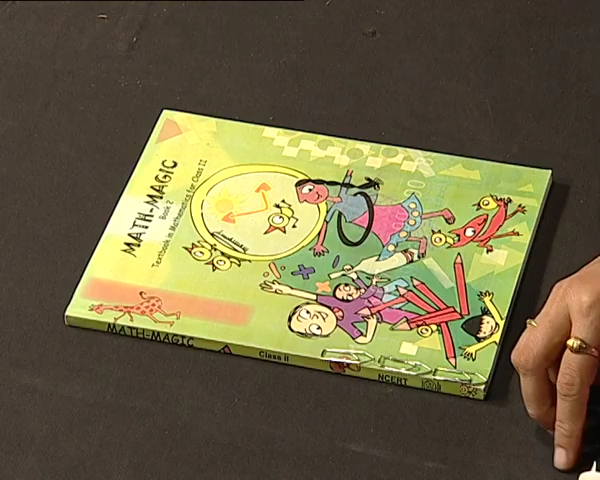 MATH-MAGIC
Book 2
Textbook in Mathematics for Class II
MATH-MAGIC
Class II
NCERT